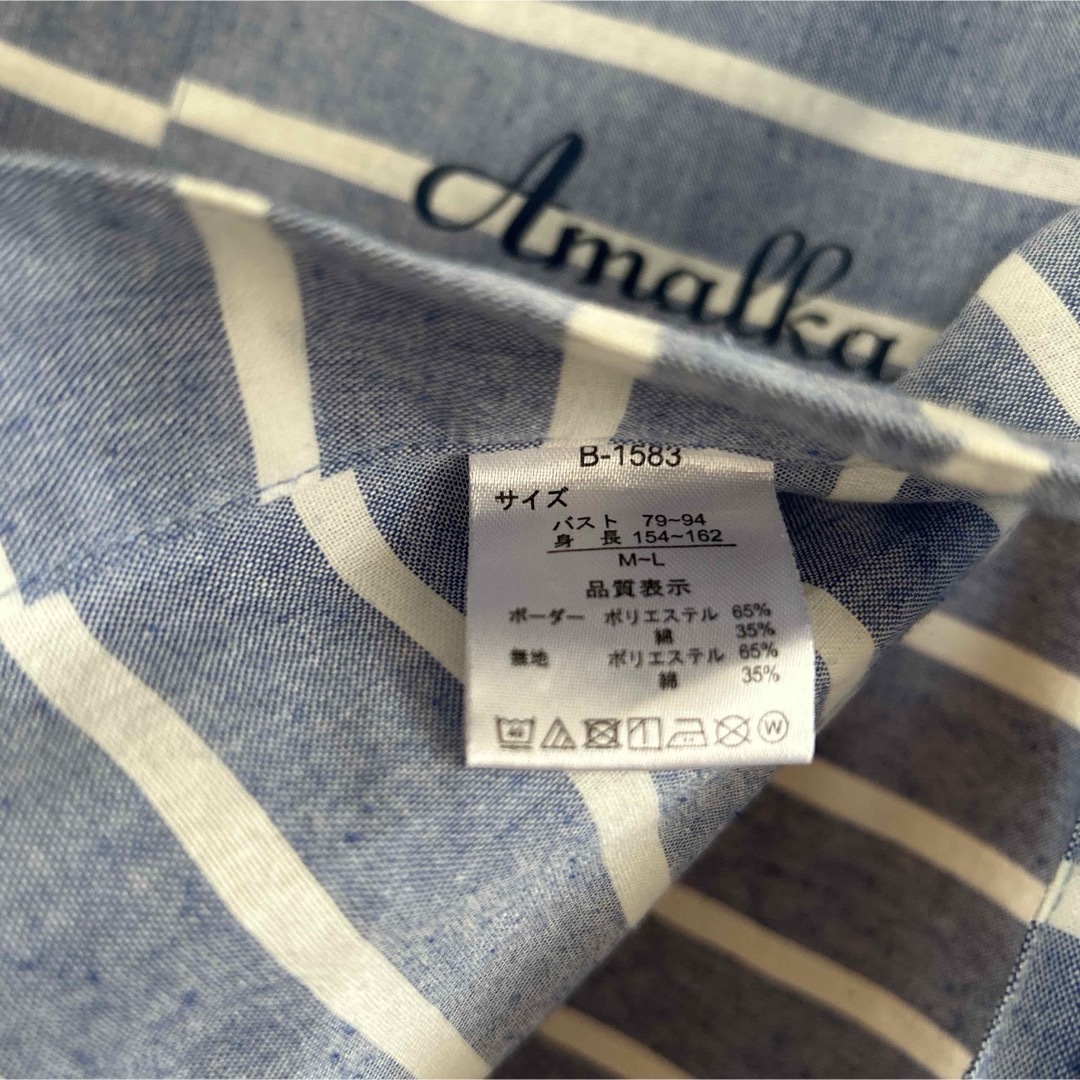 Amalka
B-1583
サイズ
バスト 79~94
身 長 154~162
M~L
品質表示
ボーダー ポリエステル 65%
綿 35%
無地 ポリエステル 65%
綿 35%
40
W